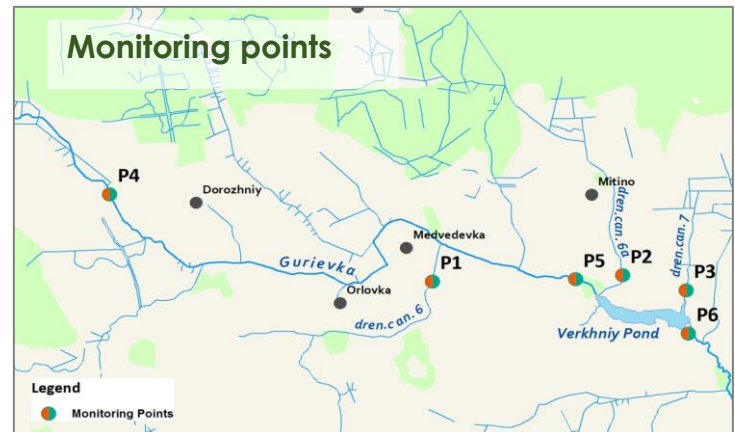 Monitoring points
P4
Dorozhniy
Mitino
dren.can. 6a
dren.can. 7
Medvedevka
Gurievka
P1
P5
P2
P3
Orlovka
dren.can. 6
P6
Verkhniy Pond
Legend
Monitoring Points